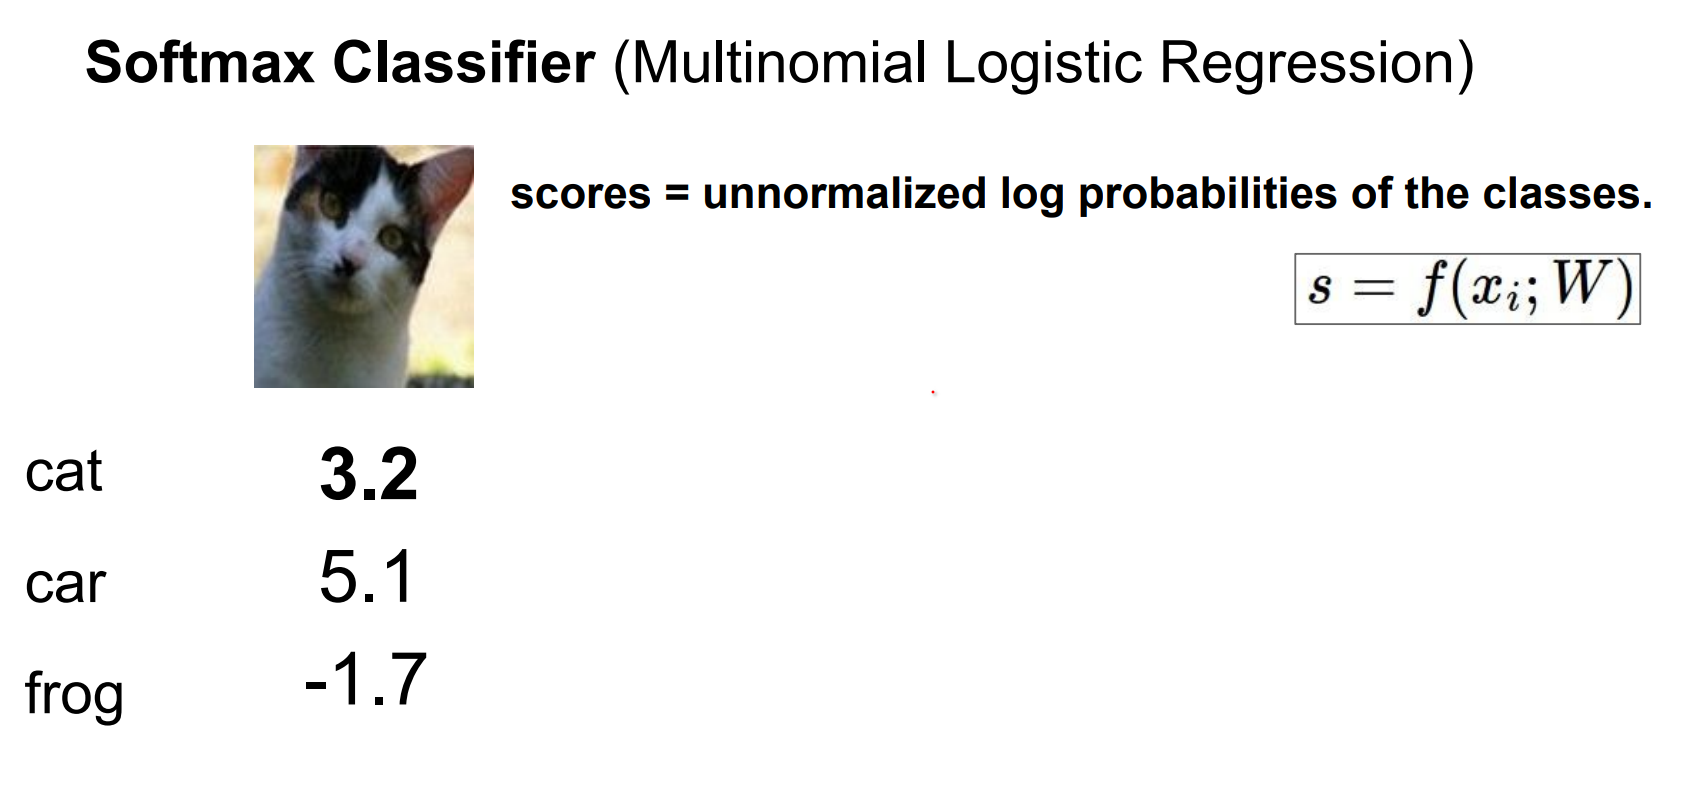 Softmax Classifier (Multinomial Logistic Regression)
scores = unnormalized log probabilities of the classes.
s = f(x_i; W)
cat 3.2
car 5.1
frog -1.7